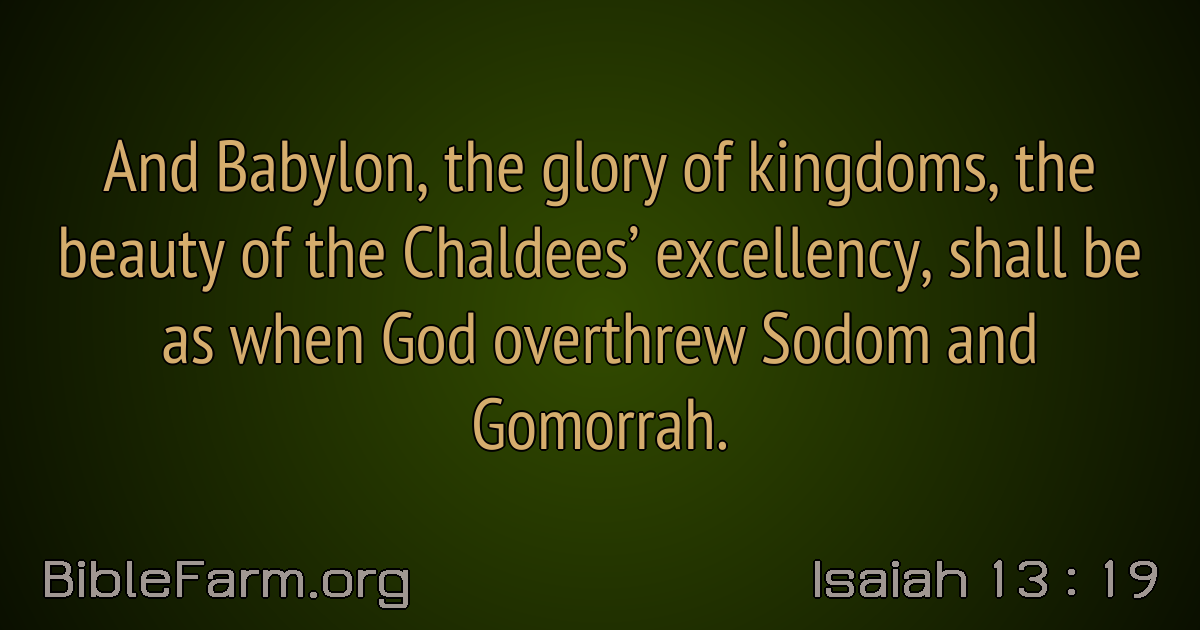 And Babylon, the glory of kingdoms, the
beauty of the Chaldees’ excellency, shall be
as when God overthrew Sodom and
Gomorrah.
BibleFarm.org
Isaiah 13 : 19